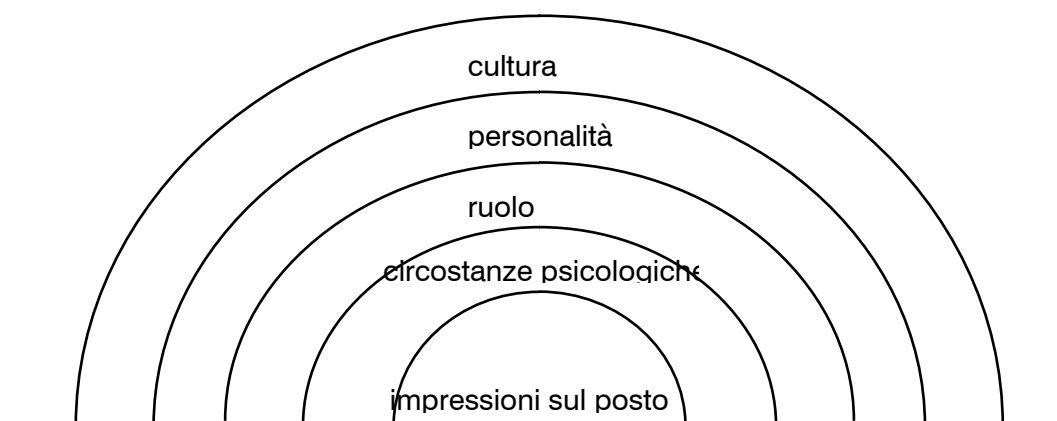 cultura
personalità
ruolo
circostanze psicologiche
impressioni sul posto